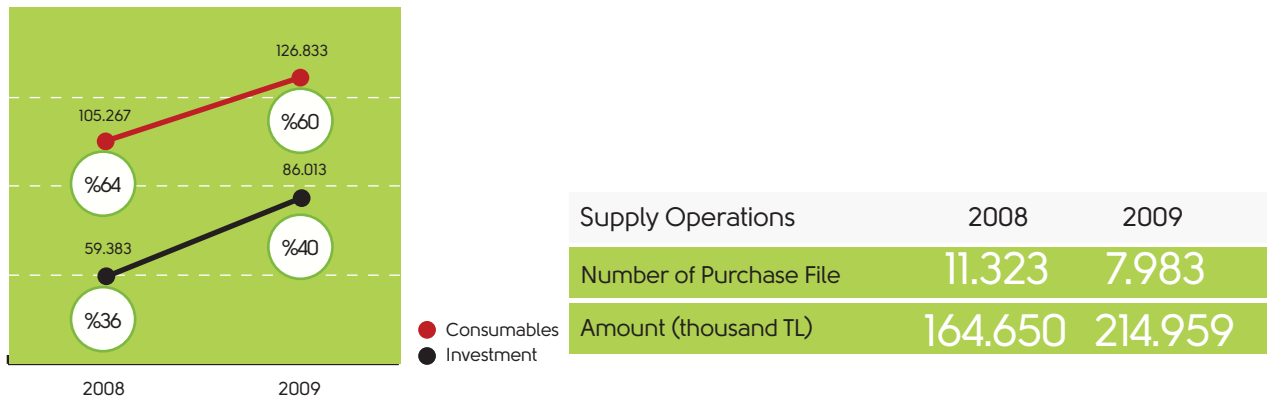 126.833
105.267
%60
%64
86.013
59.383
%40
%36
Consumables
Investment
2008 2009
Supply Operations 2008 2009
Number of Purchase File 11.323 7.983
Amount (thousand TL) 164.650 214.959